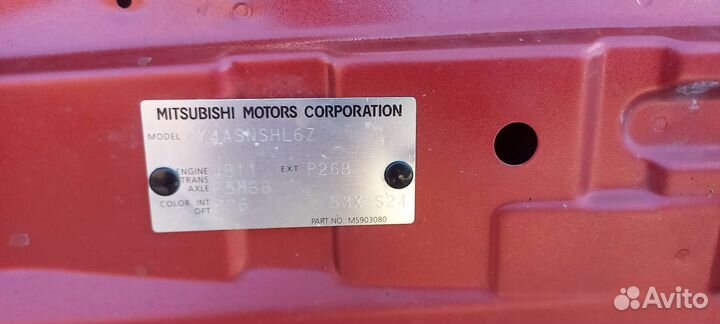 MITSUBISHI MOTORS CORPORATION
MODEL CY4ASNSHL6Z
ENGINE 4B11 EXT P26B
TRANS
AXLE F5MBB
COLOR INT 53X S24
OPT
PART NO. MS903080
Avito